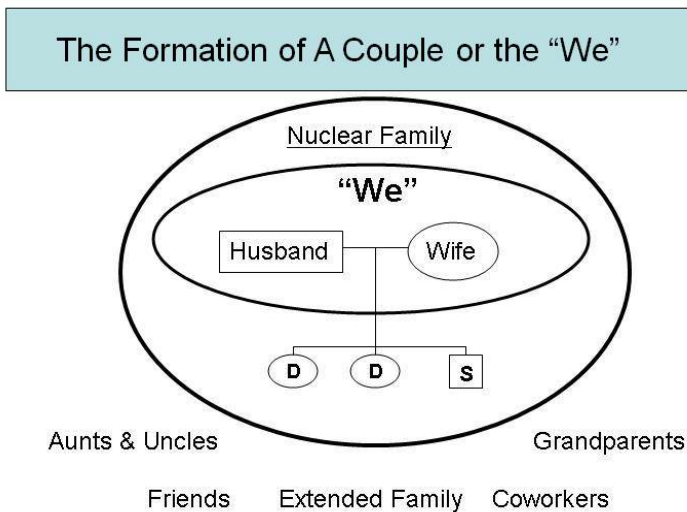 The Formation of A Couple or the “We”
Nuclear Family
“We”
Husband Wife
D D S
Aunts & Uncles Grandparents
Friends Extended Family Coworkers